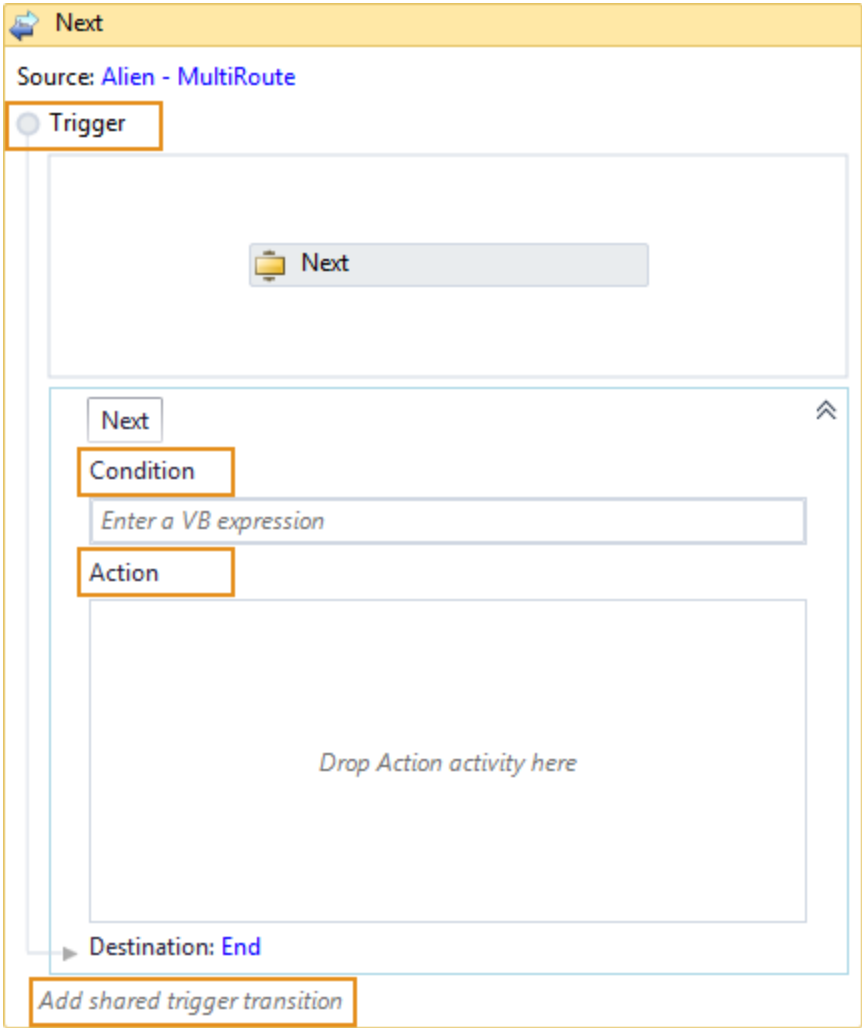 Next
Source: Alien - MultiRoute
Trigger
Next
Next
Condition
Enter a VB expression
Action
Drop Action activity here
Destination: End
Add shared trigger transition